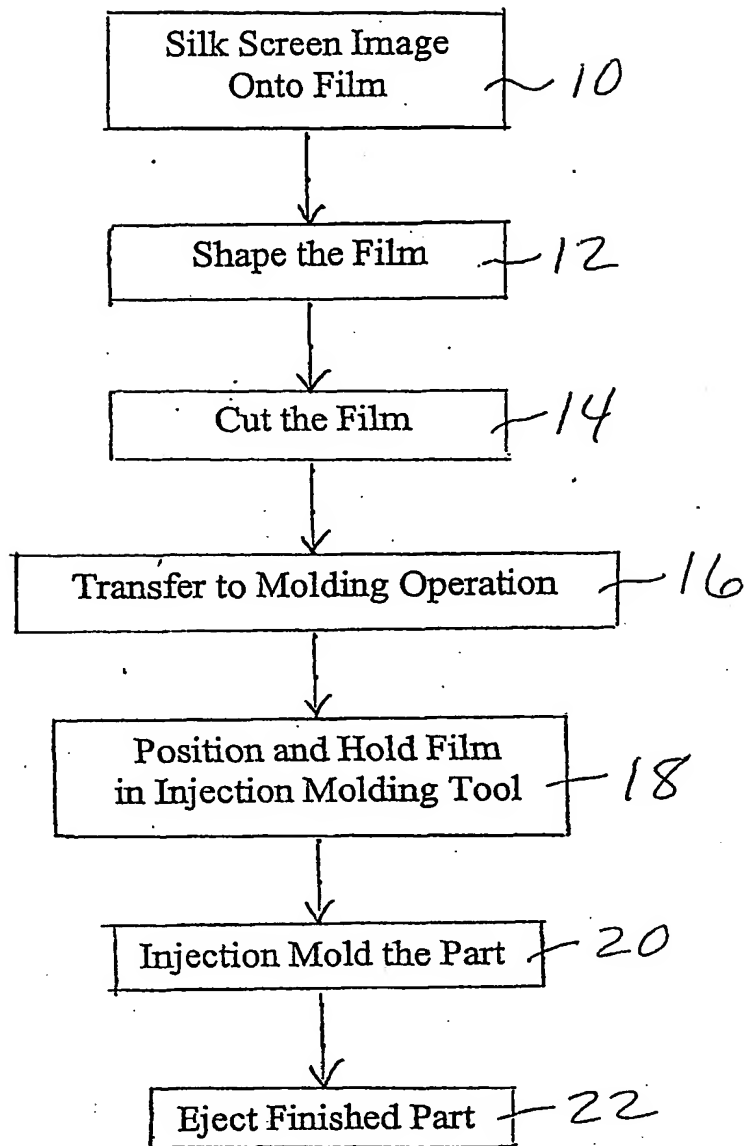 Silk Screen Image
Onto Film
10
Shape the Film
12
Cut the Film
14
Transfer to Molding Operation
16
Position and Hold Film
in Injection Molding Tool
18
Injection Mold the Part
20
Eject Finished Part
22